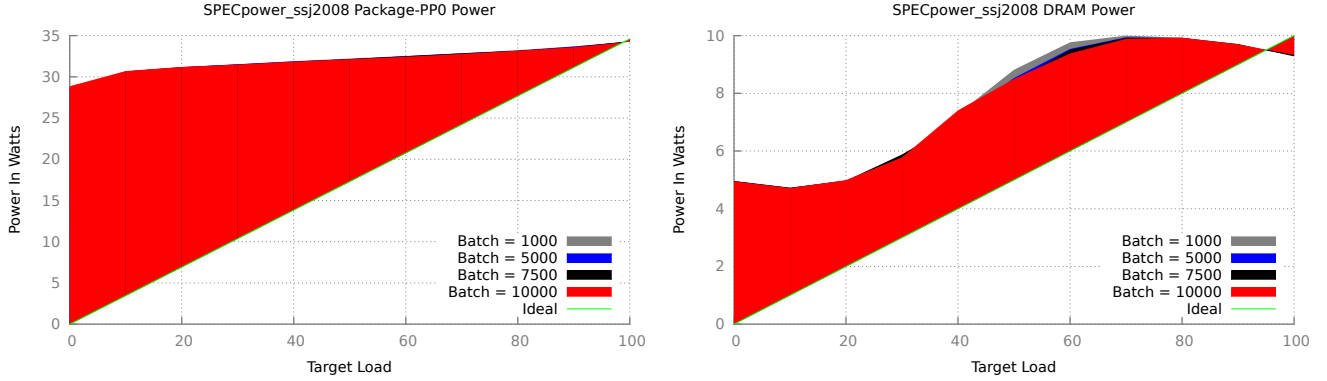 SPECpower_ssj2008 Package-PP0 Power
35
30
25
20
15
10
5
0
Power In Watts
Batch = 1000
Batch = 5000
Batch = 7500
Batch = 10000
Ideal
0 20 40 60 80 100
Target Load
SPECpower_ssj2008 DRAM Power
10
8
6
4
2
0
Power In Watts
Batch = 1000
Batch = 5000
Batch = 7500
Batch = 10000
Ideal
0 20 40 60 80 100
Target Load